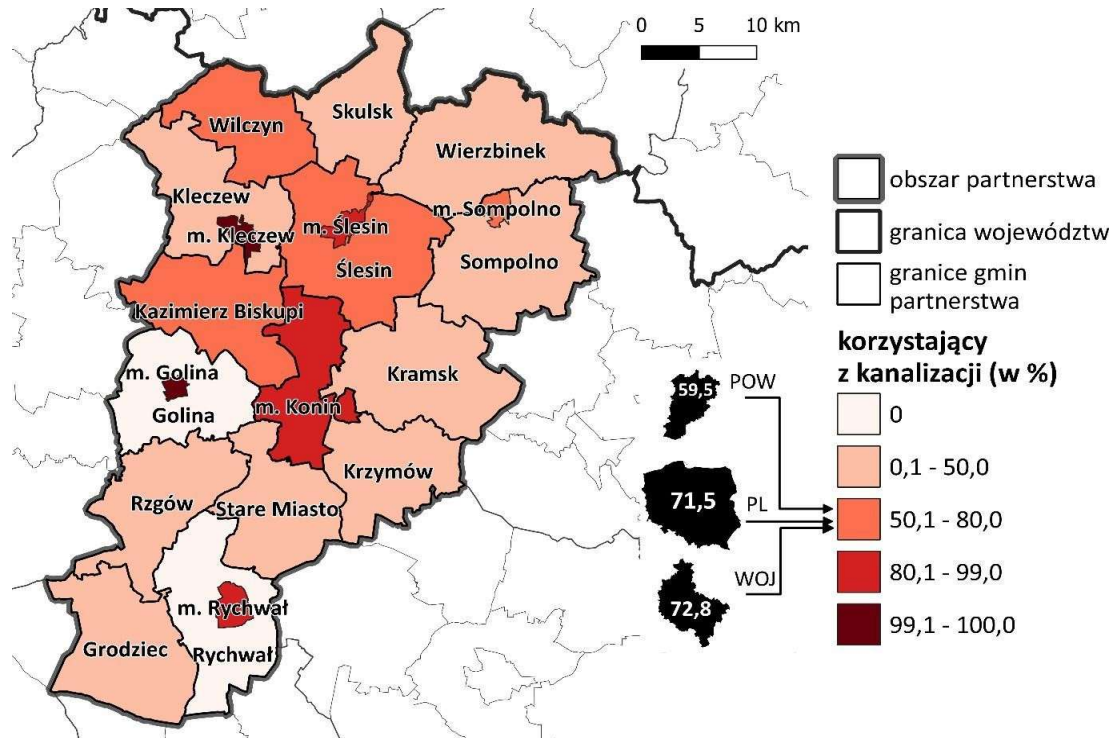 0 5 10 km
Skulsk
Wilczyn
Wierzbinek
Kleczew
m. Sompolno
m. Ślesin
m. Kleczew
Ślesin
Sompolno
Kazimierz Biskupi
m. Golina
Golina
Kramsk
m. Konin
Krzymów
Rzgów
Stare Miasto
m. Rychwał
Grodziec
Rychwał
59,5
POW
71,5
PL
WOJ
72,8
obszar partnerstwa
granica województw
granice gmin
partnerstwa
korzystający
z kanalizacji (w %)
0
0,1 - 50,0
50,1 - 80,0
80,1 - 99,0
99,1 - 100,0